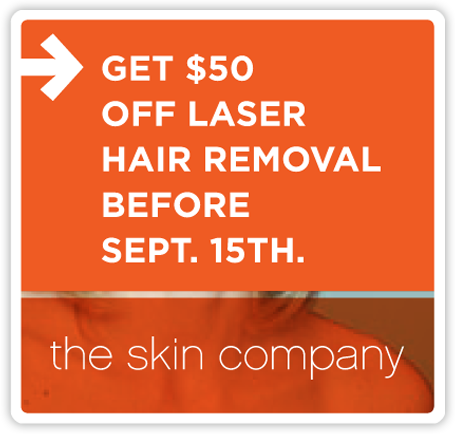 GET $50
OFF LASER
HAIR REMOVAL
BEFORE
SEPT. 15TH.
the skin company